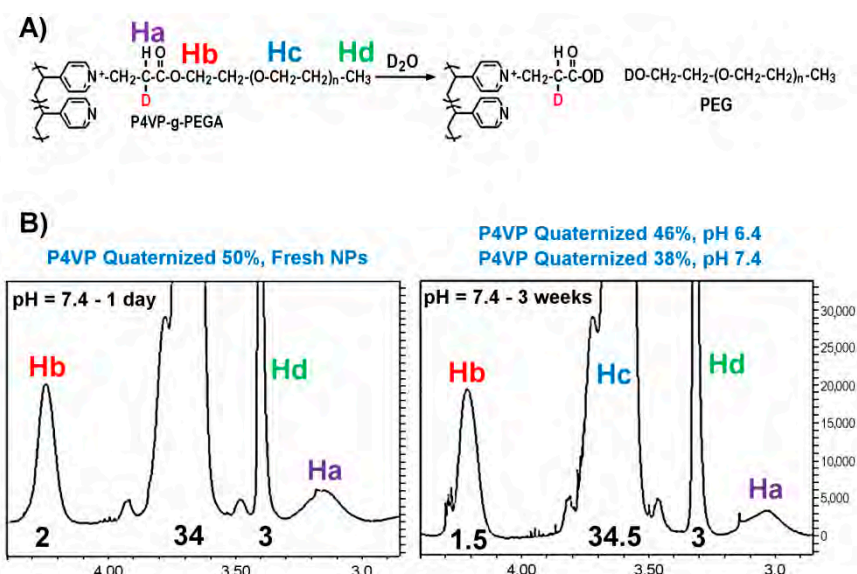 A)
Ha
Hb
Hc
Hd
H O
N+-CH2-CH-C-O-CH2-CH2-(O-CH2-CH2)n-CH3
D
N
P4VP-g-PEGA
D2O
H O
N+-CH2-CH-C-OD
D
N
DO-CH2-CH2-(O-CH2-CH2)n-CH3
PEG
B)
P4VP Quaternized 50%, Fresh NPs
P4VP Quaternized 46%, pH 6.4
P4VP Quaternized 38%, pH 7.4
pH = 7.4 - 1 day
Hb
Hd
Ha
2
34
3
4.00
3.50
3.0
pH = 7.4 - 3 weeks
Hb
Hc
Hd
Ha
1.5
34.5
3
4.00
3.50
3.0
30,000
25,000
20,000
15,000
10,000
5,000
0